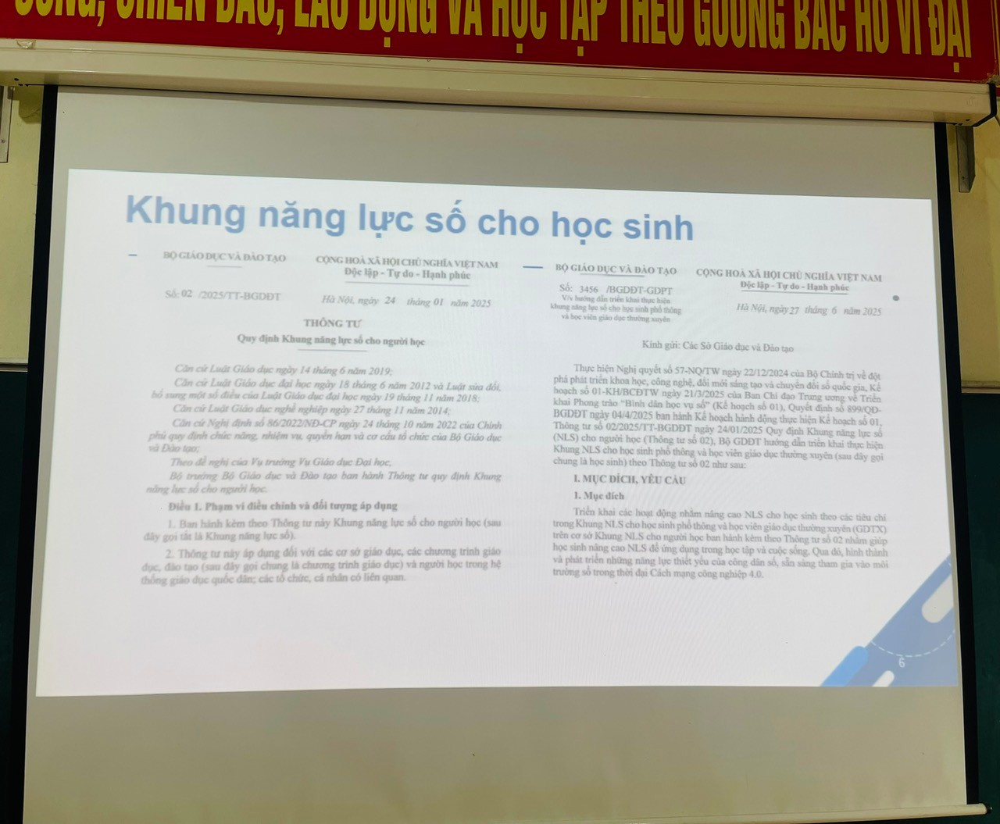 SỐNG, CHIẾN ĐẤU, LAO ĐỘNG VÀ HỌC TẬP THEO GƯƠNG BÁC HỒ VĨ ĐẠI
Khung năng lực số cho học sinh
BỘ GIÁO DỤC VÀ ĐÀO TẠO
CỘNG HOÀ XÃ HỘI CHỦ NGHĨA VIỆT NAM
Độc lập - Tự do - Hạnh phúc
Số: 02 /2025/TT-BGDĐT
Hà Nội, ngày 24 tháng 01 năm 2025
THÔNG TƯ
Quy định Khung năng lực số cho người học
Căn cứ Luật Giáo dục ngày 14 tháng 6 năm 2019;
Căn cứ Luật Giáo dục đại học ngày 18 tháng 6 năm 2012 và Luật sửa đổi,
bổ sung một số điều của Luật Giáo dục đại học ngày 19 tháng 11 năm 2018;
Căn cứ Luật Giáo dục nghề nghiệp ngày 27 tháng 11 năm 2014;
Căn cứ Nghị định số 86/2022/NĐ-CP ngày 24 tháng 10 năm 2022 của Chính
phủ quy định chức năng, nhiệm vụ, quyền hạn và cơ cấu tổ chức của Bộ Giáo dục
và Đào tạo;
Theo đề nghị của Vụ trưởng Vụ Giáo dục Đại học,
Bộ trưởng Bộ Giáo dục và Đào tạo ban hành Thông tư quy định Khung
năng lực số cho người học.
Điều 1. Phạm vi điều chỉnh và đối tượng áp dụng
1. Ban hành kèm theo Thông tư này Khung năng lực số cho người học (sau
đây gọi tắt là Khung năng lực số).
2. Thông tư này áp dụng đối với các cơ sở giáo dục, các chương trình giáo
dục, đào tạo (sau đây gọi chung là chương trình giáo dục) và người học trong hệ
thống giáo dục quốc dân; các tổ chức, cá nhân có liên quan.
BỘ GIÁO DỤC VÀ ĐÀO TẠO
CỘNG HOÀ XÃ HỘI CHỦ NGHĨA VIỆT NAM
Độc lập - Tự do - Hạnh phúc
Số: 3456 /BGDĐT-GDPT
V/v hướng dẫn triển khai thực hiện
khung năng lực số cho học sinh phổ thông
và học viên giáo dục thường xuyên
Hà Nội, ngày 27 tháng 6 năm 2025
Kính gửi: Các Sở Giáo dục và Đào tạo
Thực hiện Nghị quyết số 57-NQ/TW ngày 22/12/2024 của Bộ Chính trị về đột
phá phát triển khoa học, công nghệ, đổi mới sáng tạo và chuyển đổi số quốc gia, Kế
hoạch số 01-KH/BCĐTW ngày 21/3/2025 của Ban Chỉ đạo Trung ương về Triển
khai Phong trào “Bình dân học vụ số” (Kế hoạch số 01), Quyết định số 899/QĐ-
BGDĐT ngày 04/4/2025 ban hành Kế hoạch hành động thực hiện Kế hoạch số 01,
Thông tư số 02/2025/TT-BGDĐT ngày 24/01/2025 Quy định Khung năng lực số
(NLS) cho người học (Thông tư số 02), Bộ GDĐT hướng dẫn triển khai thực hiện
Khung NLS cho học sinh phổ thông và học viên giáo dục thường xuyên (sau đây gọi
chung là học sinh) theo Thông tư số 02 như sau:
I. MỤC ĐÍCH, YÊU CẦU
1. Mục đích
Triển khai các hoạt động nhằm nâng cao NLS cho học sinh theo các tiêu chí
trong Khung NLS cho học sinh phổ thông và học viên giáo dục thường xuyên (GDTX)
trên cơ sở Khung NLS cho người học ban hành kèm theo Thông tư số 02 nhằm giúp
học sinh nâng cao NLS để ứng dụng trong học tập và cuộc sống. Qua đó, hình thành
và phát triển những năng lực thiết yếu của công dân số, sẵn sàng tham gia vào môi
trường số trong thời đại Cách mạng công nghiệp 4.0.
6